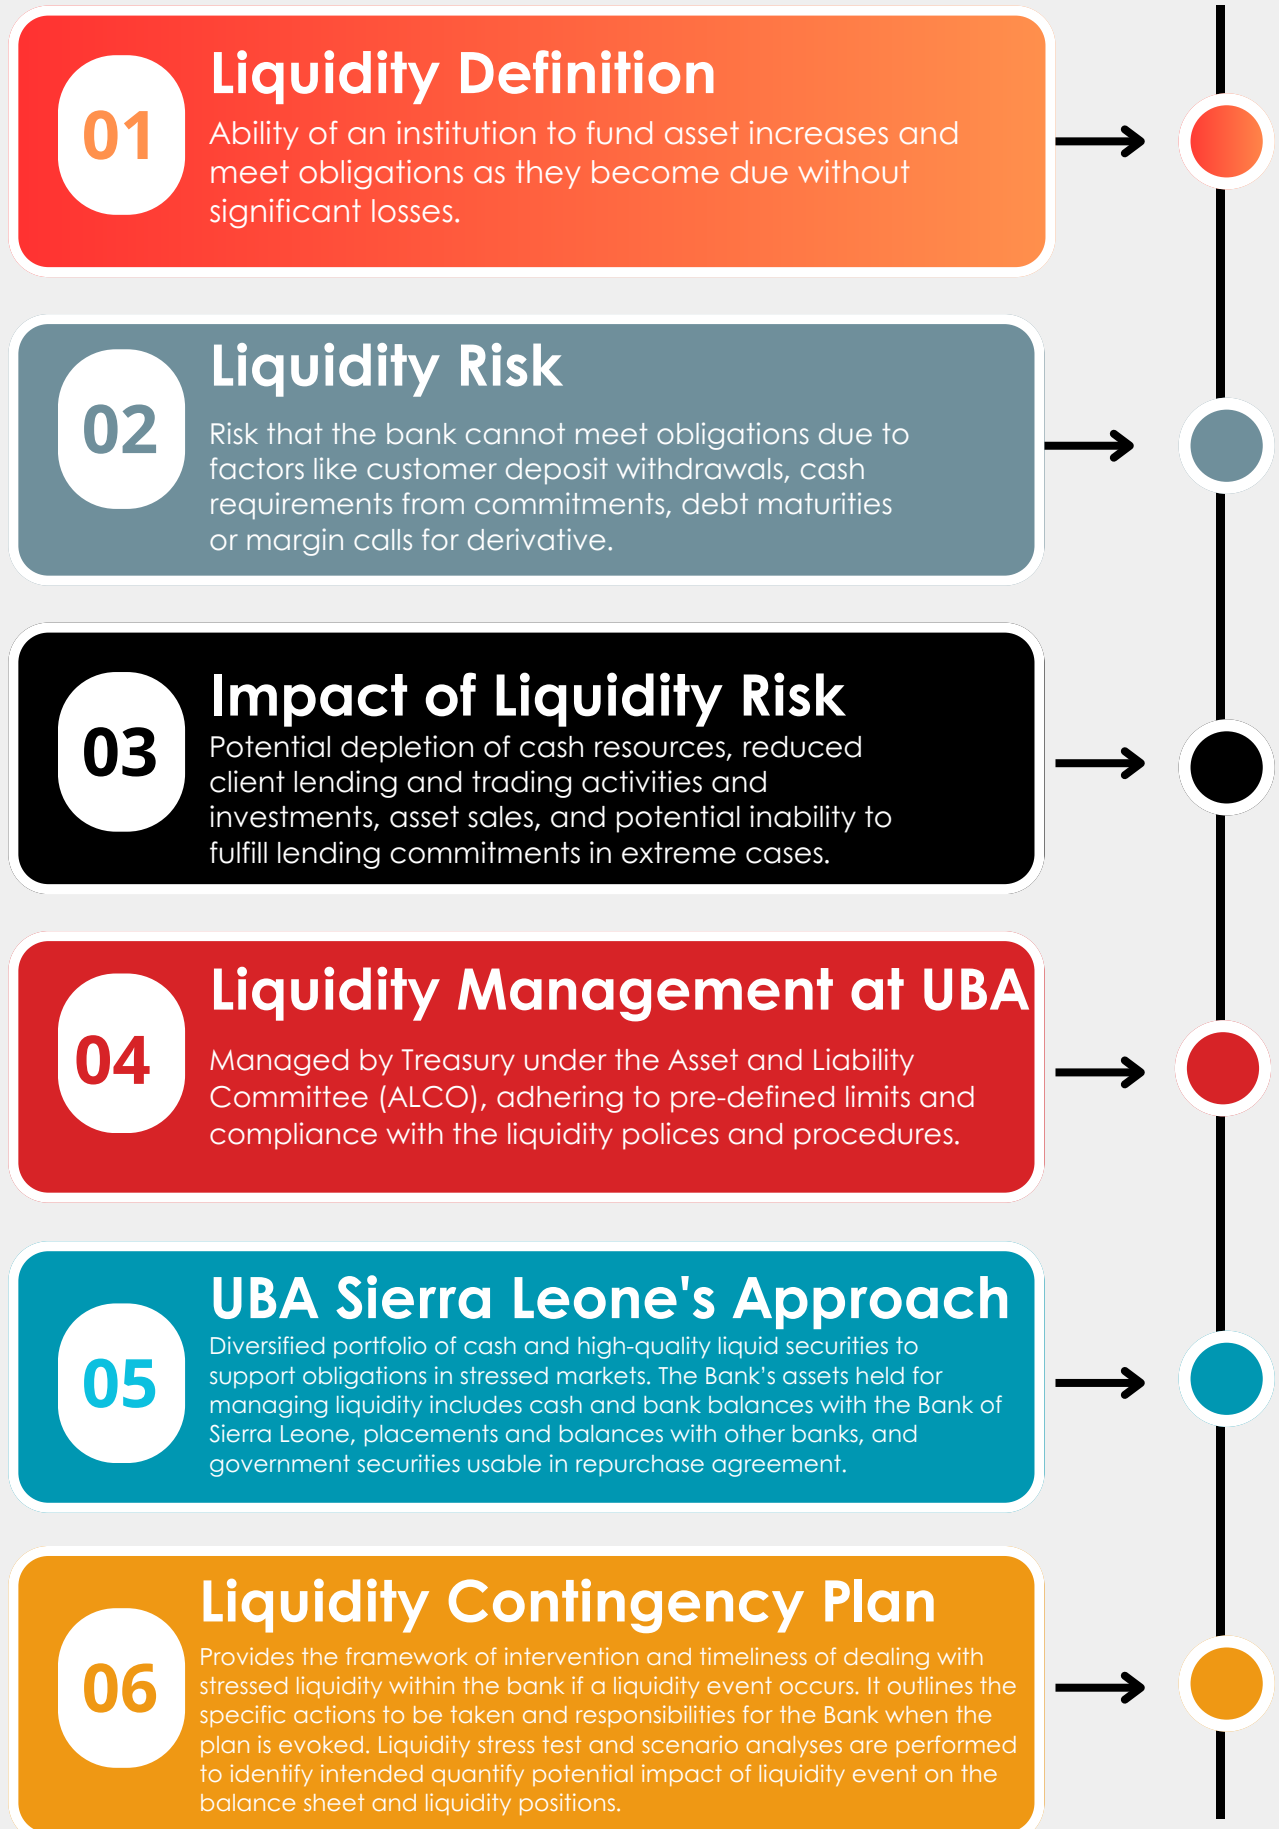 01
Liquidity Definition
Ability of an institution to fund asset increases and
meet obligations as they become due without
significant losses.
02
Liquidity Risk
Risk that the bank cannot meet obligations due to
factors like customer deposit withdrawals, cash
requirements from commitments, debt maturities
or margin calls for derivative.
03
Impact of Liquidity Risk
Potential depletion of cash resources, reduced
client lending and trading activities and
investments, asset sales, and potential inability to
fulfill lending commitments in extreme cases.
04
Liquidity Management at UBA
Managed by Treasury under the Asset and Liability
Committee (ALCO), adhering to pre-defined limits and
compliance with the liquidity polices and procedures.
05
UBA Sierra Leone's Approach
Diversified portfolio of cash and high-quality liquid securities to
support obligations in stressed markets. The Bank’s assets held for
managing liquidity includes cash and bank balances with the Bank of
Sierra Leone, placements and balances with other banks, and
government securities usable in repurchase agreement.
06
Liquidity Contingency Plan
Provides the framework of intervention and timeliness of dealing with
stressed liquidity within the bank if a liquidity event occurs. It outlines the
specific actions to be taken and responsibilities for the Bank when the
plan is evoked. Liquidity stress test and scenario analyses are performed
to identify intended quantify potential impact of liquidity event on the
balance sheet and liquidity positions.